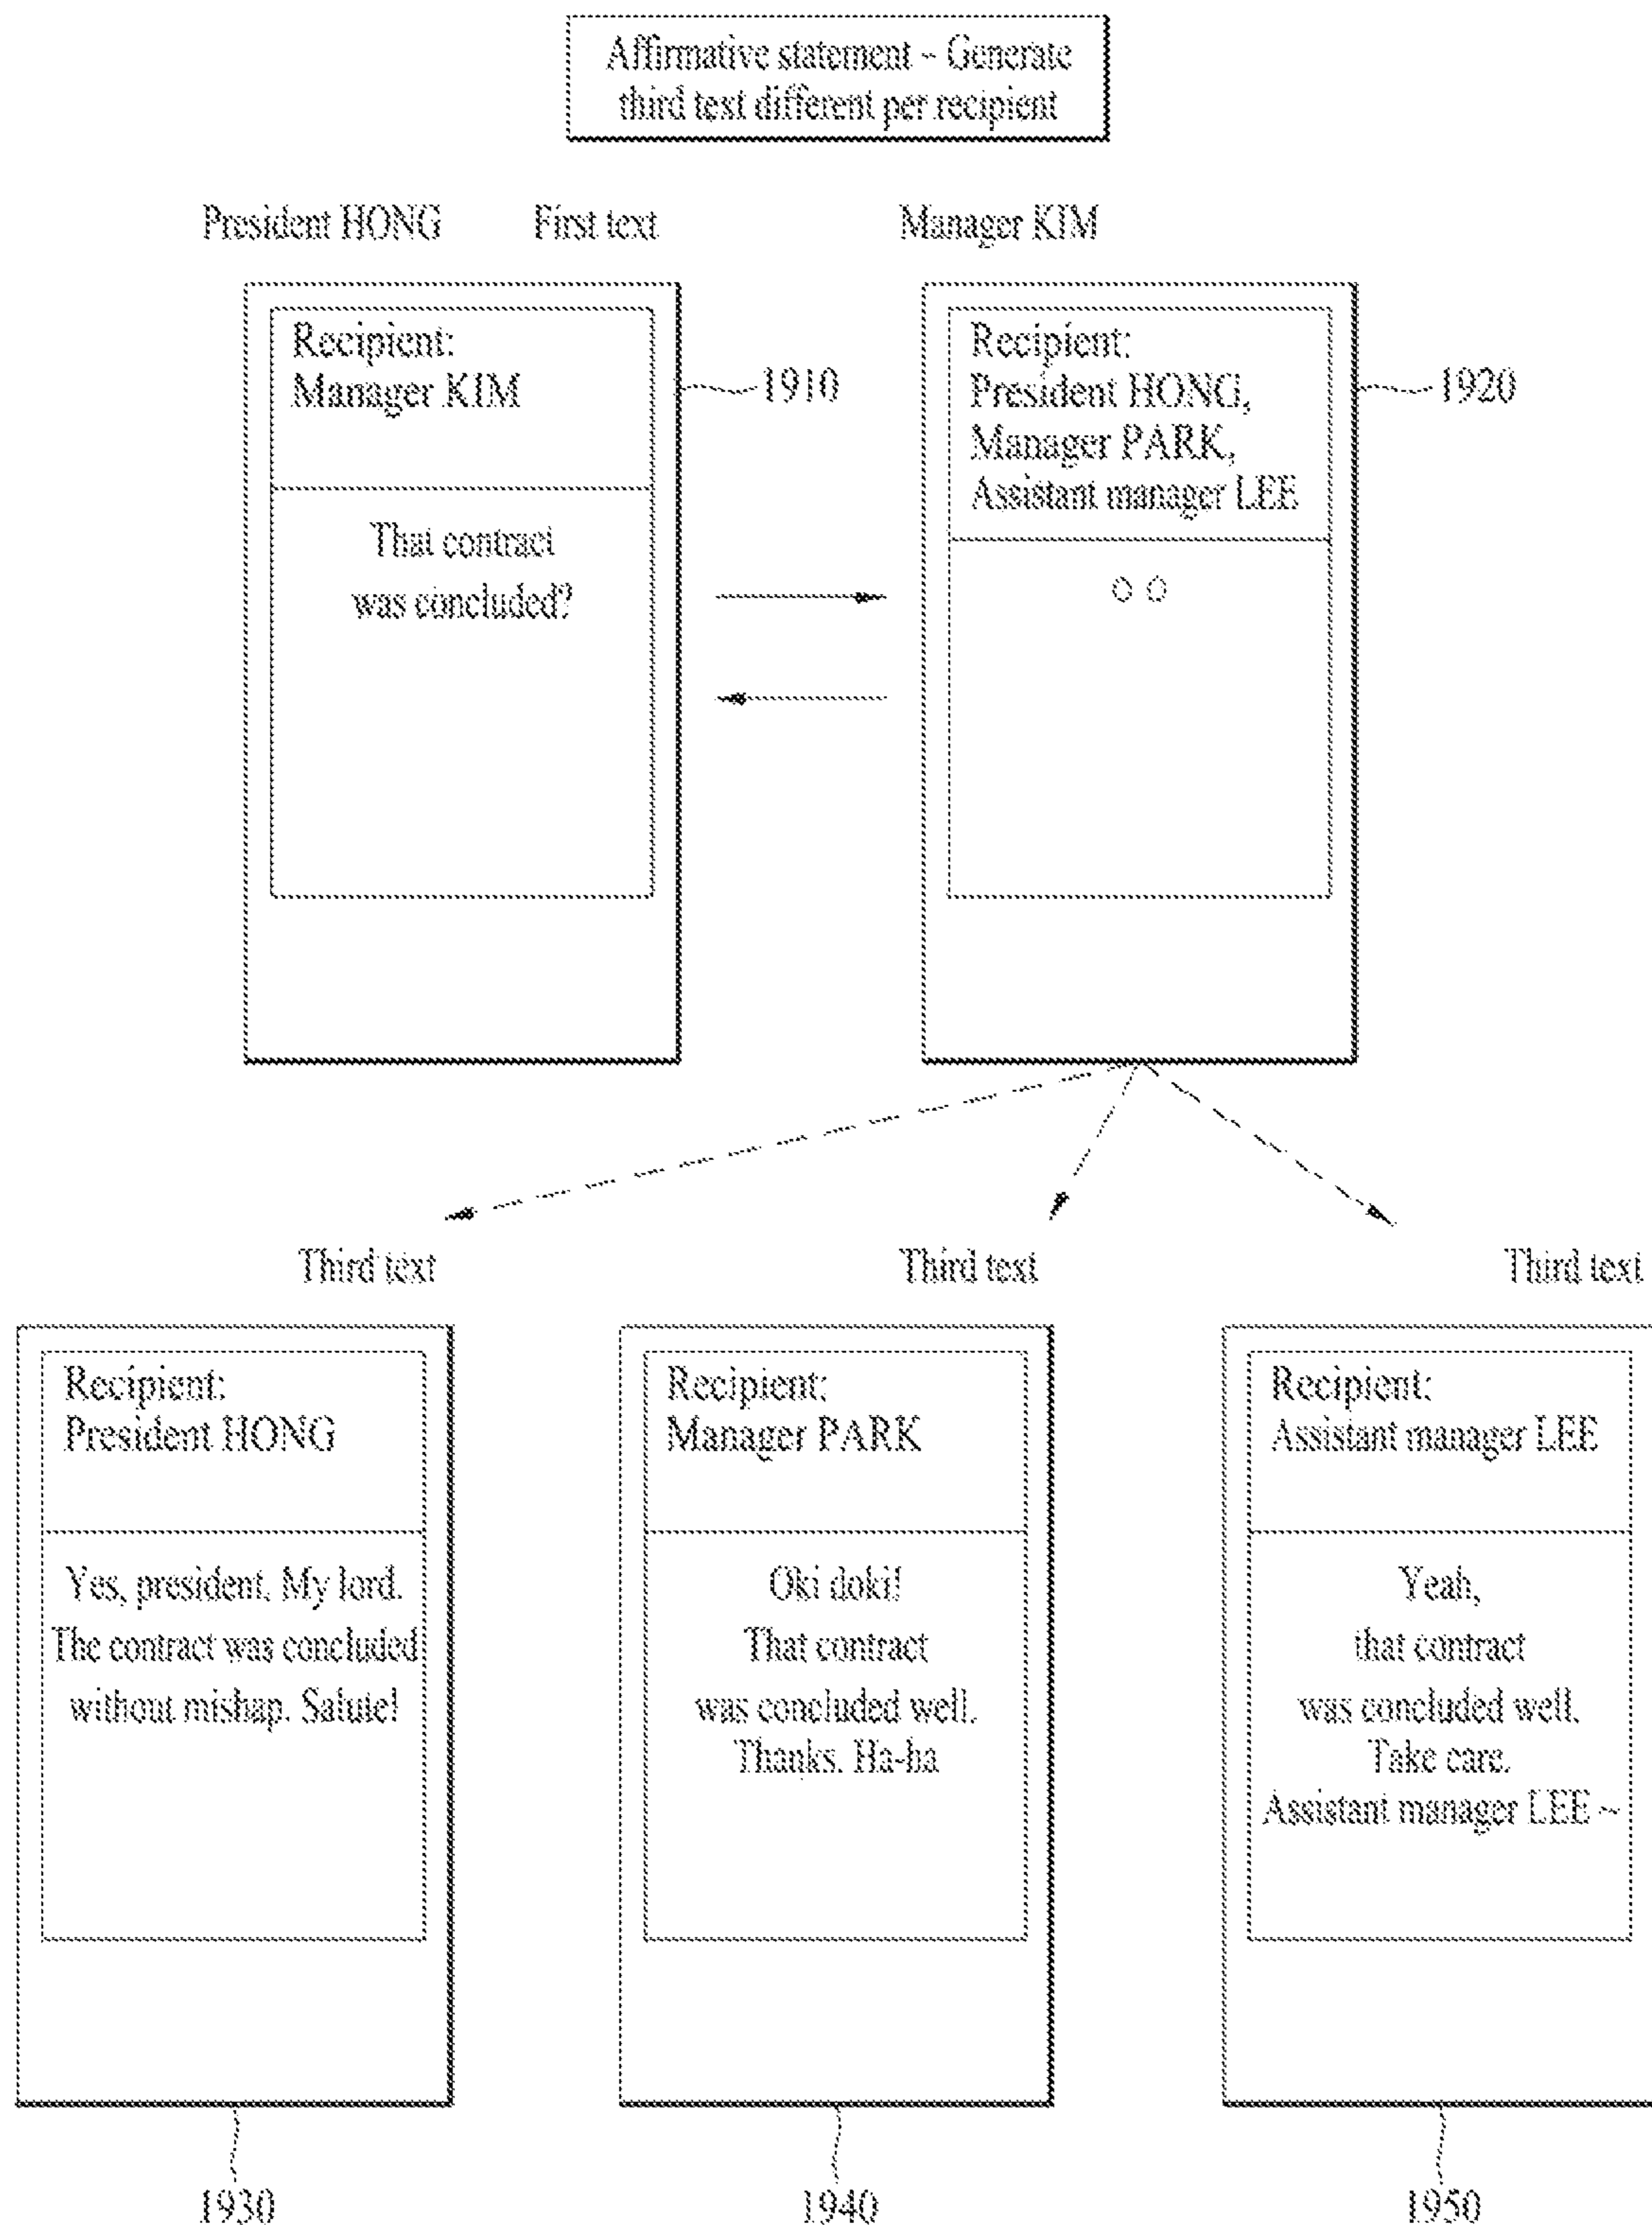 Affirmative statement ~ Generate
third text different per recipient
President HONG
First text
Manager KIM
Recipient:
Manager KIM
1910
That contract
was concluded?
Recipient:
President HONG,
Manager PARK,
Assistant manager LEE
1920
○ ○
Third text
Third text
Third text
Recipient:
President HONG
Yes, president. My lord.
The contract was concluded
without mishap. Salute!
Recipient:
Manager PARK
Oki doki!
That contract
was concluded well.
Thanks. Ha-ha
Recipient:
Assistant manager LEE
Yeah,
that contract
was concluded well.
Take care.
Assistant manager LEE ~
1930
1940
1950